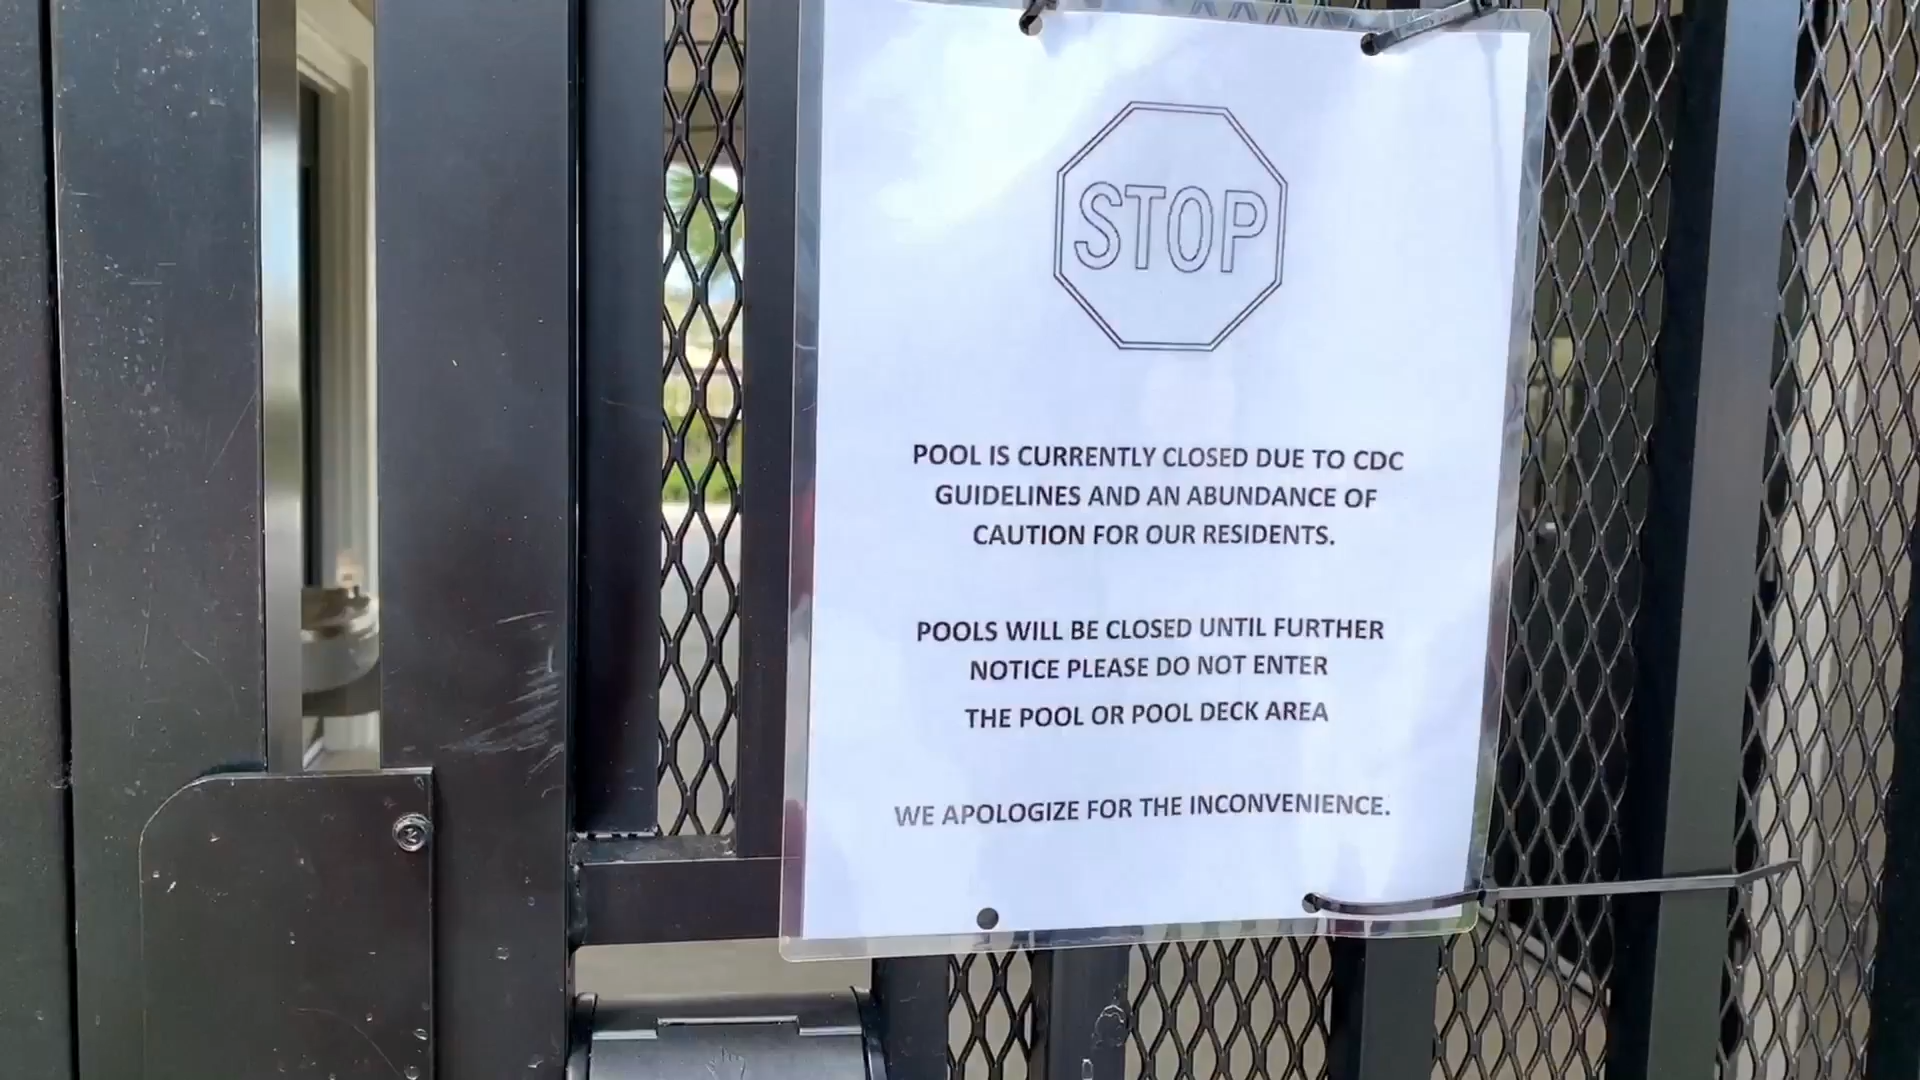 STOP
POOL IS CURRENTLY CLOSED DUE TO CDC
GUIDELINES AND AN ABUNDANCE OF
CAUTION FOR OUR RESIDENTS.
POOLS WILL BE CLOSED UNTIL FURTHER
NOTICE PLEASE DO NOT ENTER
THE POOL OR POOL DECK AREA
WE APOLOGIZE FOR THE INCONVENIENCE.